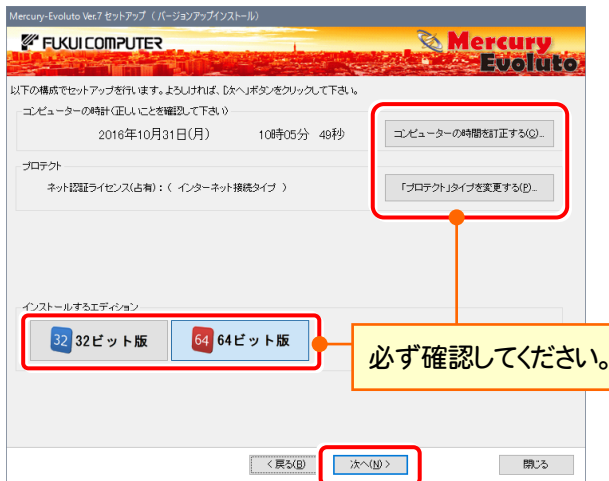 Mercury-Evoluto Ver.7 セットアップ （バージョンアップインストール）
FUKUI COMPUTER
Mercury
Evoluto
以下の構成でセットアップを行います。よろしければ、[次へ]ボタンをクリックして下さい。
コンピューターの時計（正しいことを確認して下さい）
2016年10月31日(月)　10時05分 49秒
コンピューターの時間を訂正する(Q)...
プロテクト
ネット認証ライセンス(占有)：（ インターネット接続タイプ ）
「プロテクト」タイプを変更する(P)...
インストールするエディション
32 32ビット版
64 64ビット版
必ず確認してください。
< 戻る(B)
次へ(N) >
閉じる